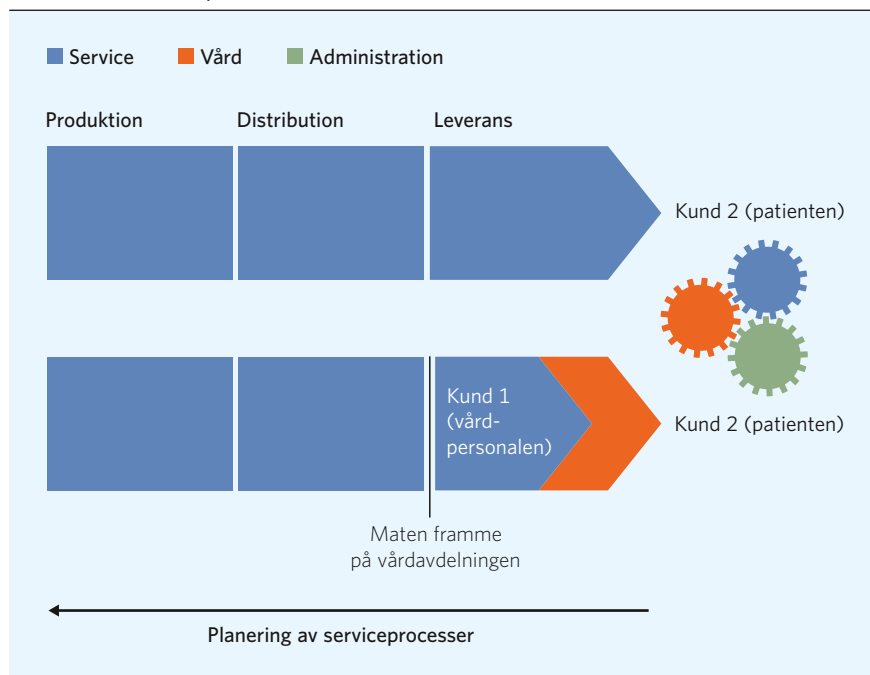 Service Vård Administration
Produktion Distribution Leverans
Kund 2 (patienten)
Kund 1
(vård-
personalen)
Kund 2 (patienten)
Maten framme
på vårdavdelningen
Planering av serviceprocesser